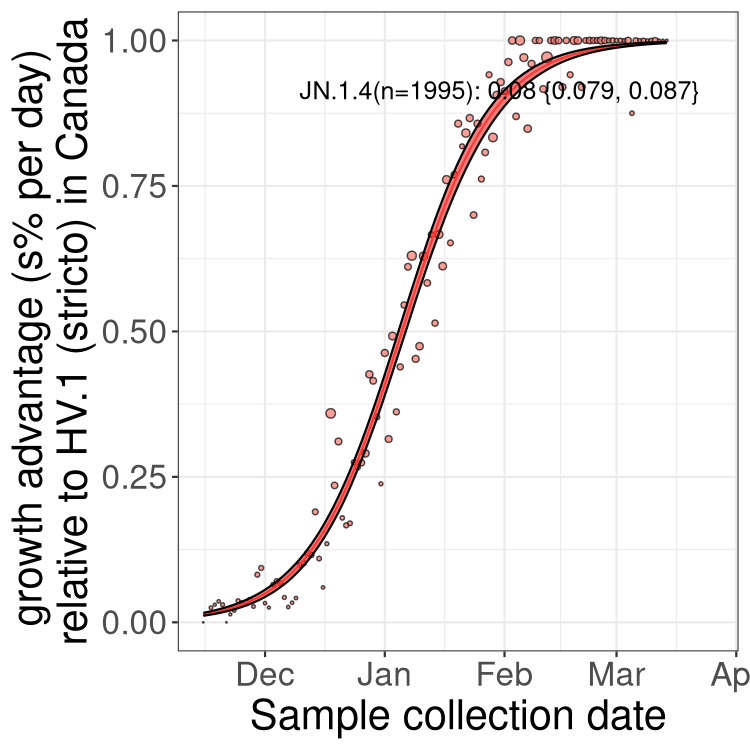 growth advantage (s% per day)
relative to HV.1 (stricto) in Canada
1.00
0.75
0.50
0.25
0.00
JN.1.4(n=1995): 0.08 {0.079, 0.087}
Dec Jan Feb Mar Ap
Sample collection date